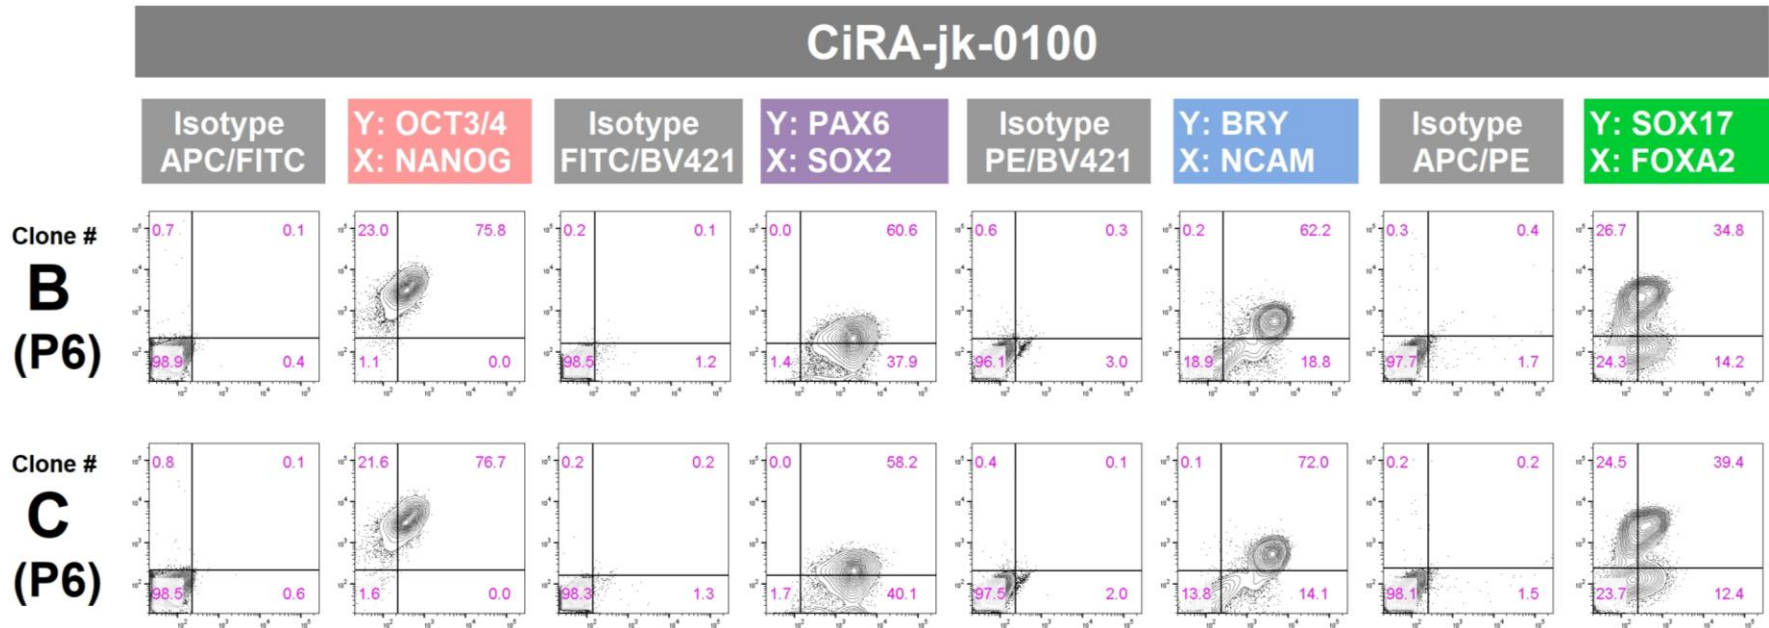 CiRA-jk-0100
Isotype
APC/FITC
Y: OCT3/4
X: NANOG
Isotype
FITC/BV421
Y: PAX6
X: SOX2
Isotype
PE/BV421
Y: BRY
X: NCAM
Isotype
APC/PE
Y: SOX17
X: FOXA2
Clone #
B
(P6)
0.7 0.1
98.9 0.4
23.0 75.8
1.1 0.0
0.2 0.1
98.5 1.2
0.0 60.6
1.4 37.9
0.6 0.3
96.1 3.0
0.2 62.2
18.9 18.8
0.3 0.4
97.7 1.7
26.7 34.8
24.3 14.2
Clone #
C
(P6)
0.8 0.1
98.5 0.6
21.6 76.7
1.6 0.0
0.2 0.2
98.3 1.3
0.0 58.2
1.7 40.1
0.4 0.1
97.5 2.0
0.1 72.0
13.8 14.1
0.2 0.2
98.1 1.5
24.5 39.4
23.7 12.4